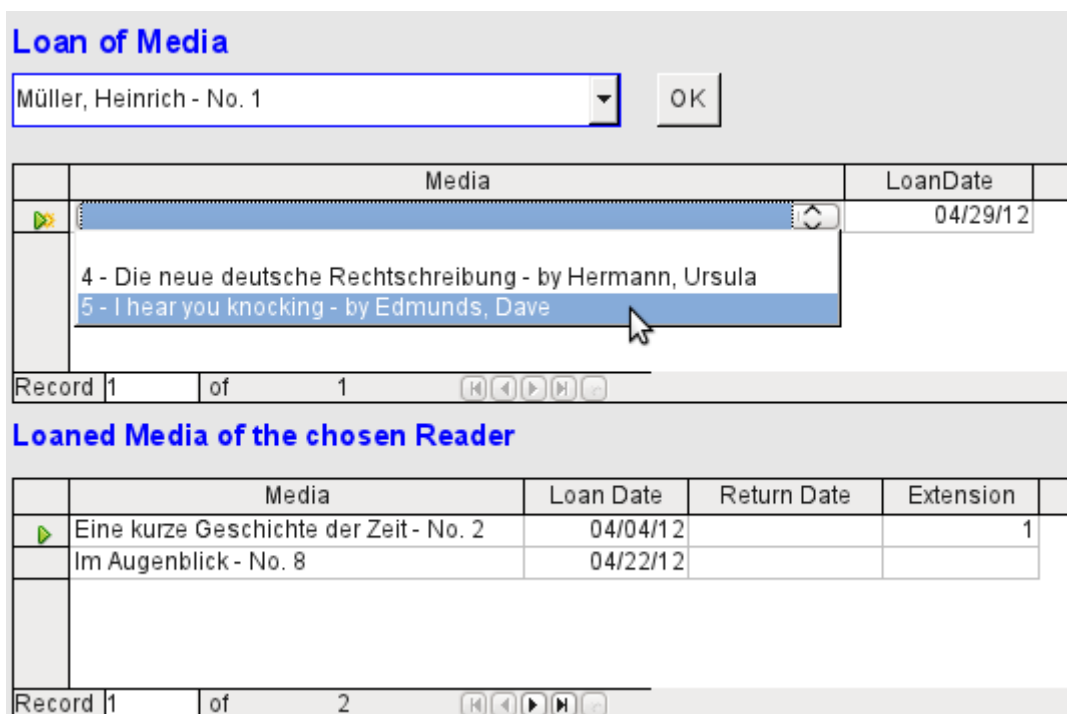 Loan of Media
Müller, Heinrich - No. 1 OK
Media LoanDate
04/29/12
4 - Die neue deutsche Rechtschreibung - by Hermann, Ursula
5 - I hear you knocking - by Edmunds, Dave
Record 1 of 1
Loaned Media of the chosen Reader
Media Loan Date Return Date Extension
Eine kurze Geschichte der Zeit - No. 2 04/04/12 1
Im Augenblick - No. 8 04/22/12
Record 1 of 2